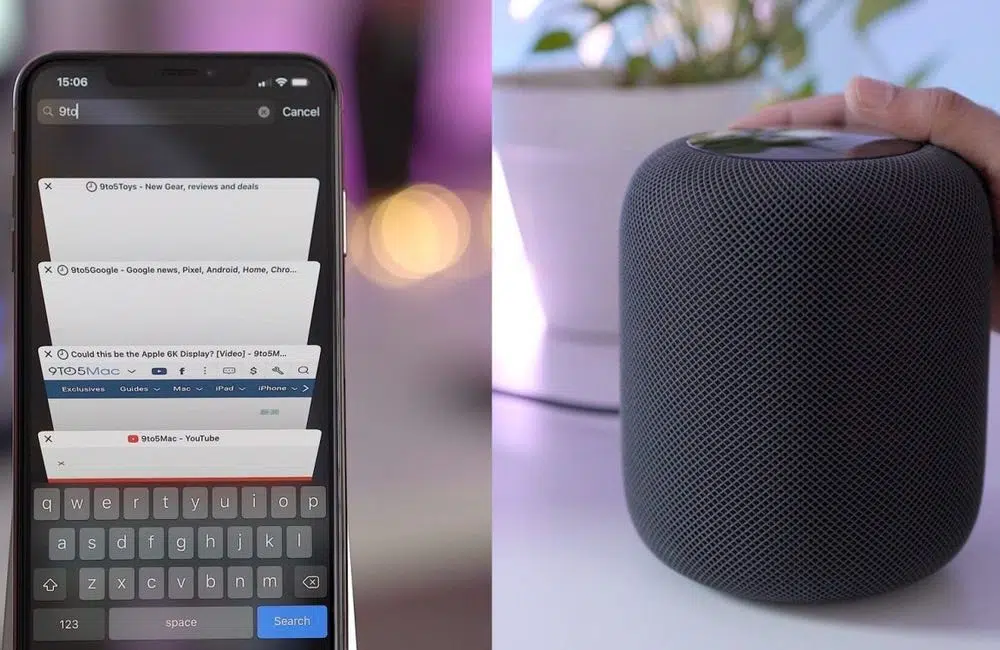 15:06
9to
Cancel
9to5Toys - New Gear, reviews and deals
9to5Google - Google news, Pixel, Android, Home, Chro...
Could this be the Apple 6K Display? [Video] - 9to5M...
9TO5Mac
Exclusives Guides Mac iPad iPhone
9to5Mac - YouTube
q w e r t y u i o p
a s d f g h j k l
z x c v b n m
123 space Search